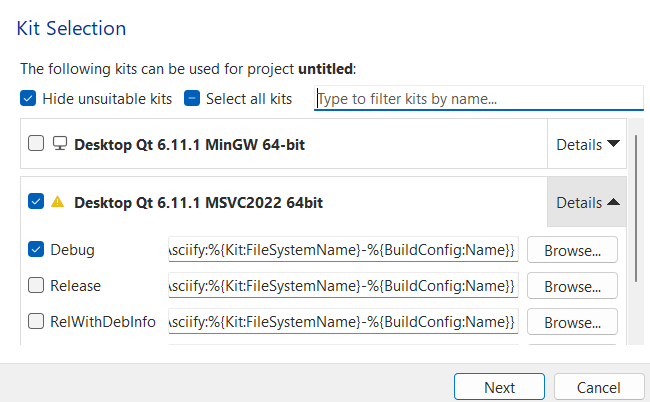 Kit Selection
The following kits can be used for project untitled:
Hide unsuitable kits Select all kits Type to filter kits by name...
Desktop Qt 6.11.1 MinGW 64-bit Details
Desktop Qt 6.11.1 MSVC2022 64bit Details
Debug Asciify:%{Kit:FileSystemName}-%{BuildConfig:Name}} Browse...
Release Asciify:%{Kit:FileSystemName}-%{BuildConfig:Name}} Browse...
RelWithDebInfo Asciify:%{Kit:FileSystemName}-%{BuildConfig:Name}} Browse...
Next Cancel